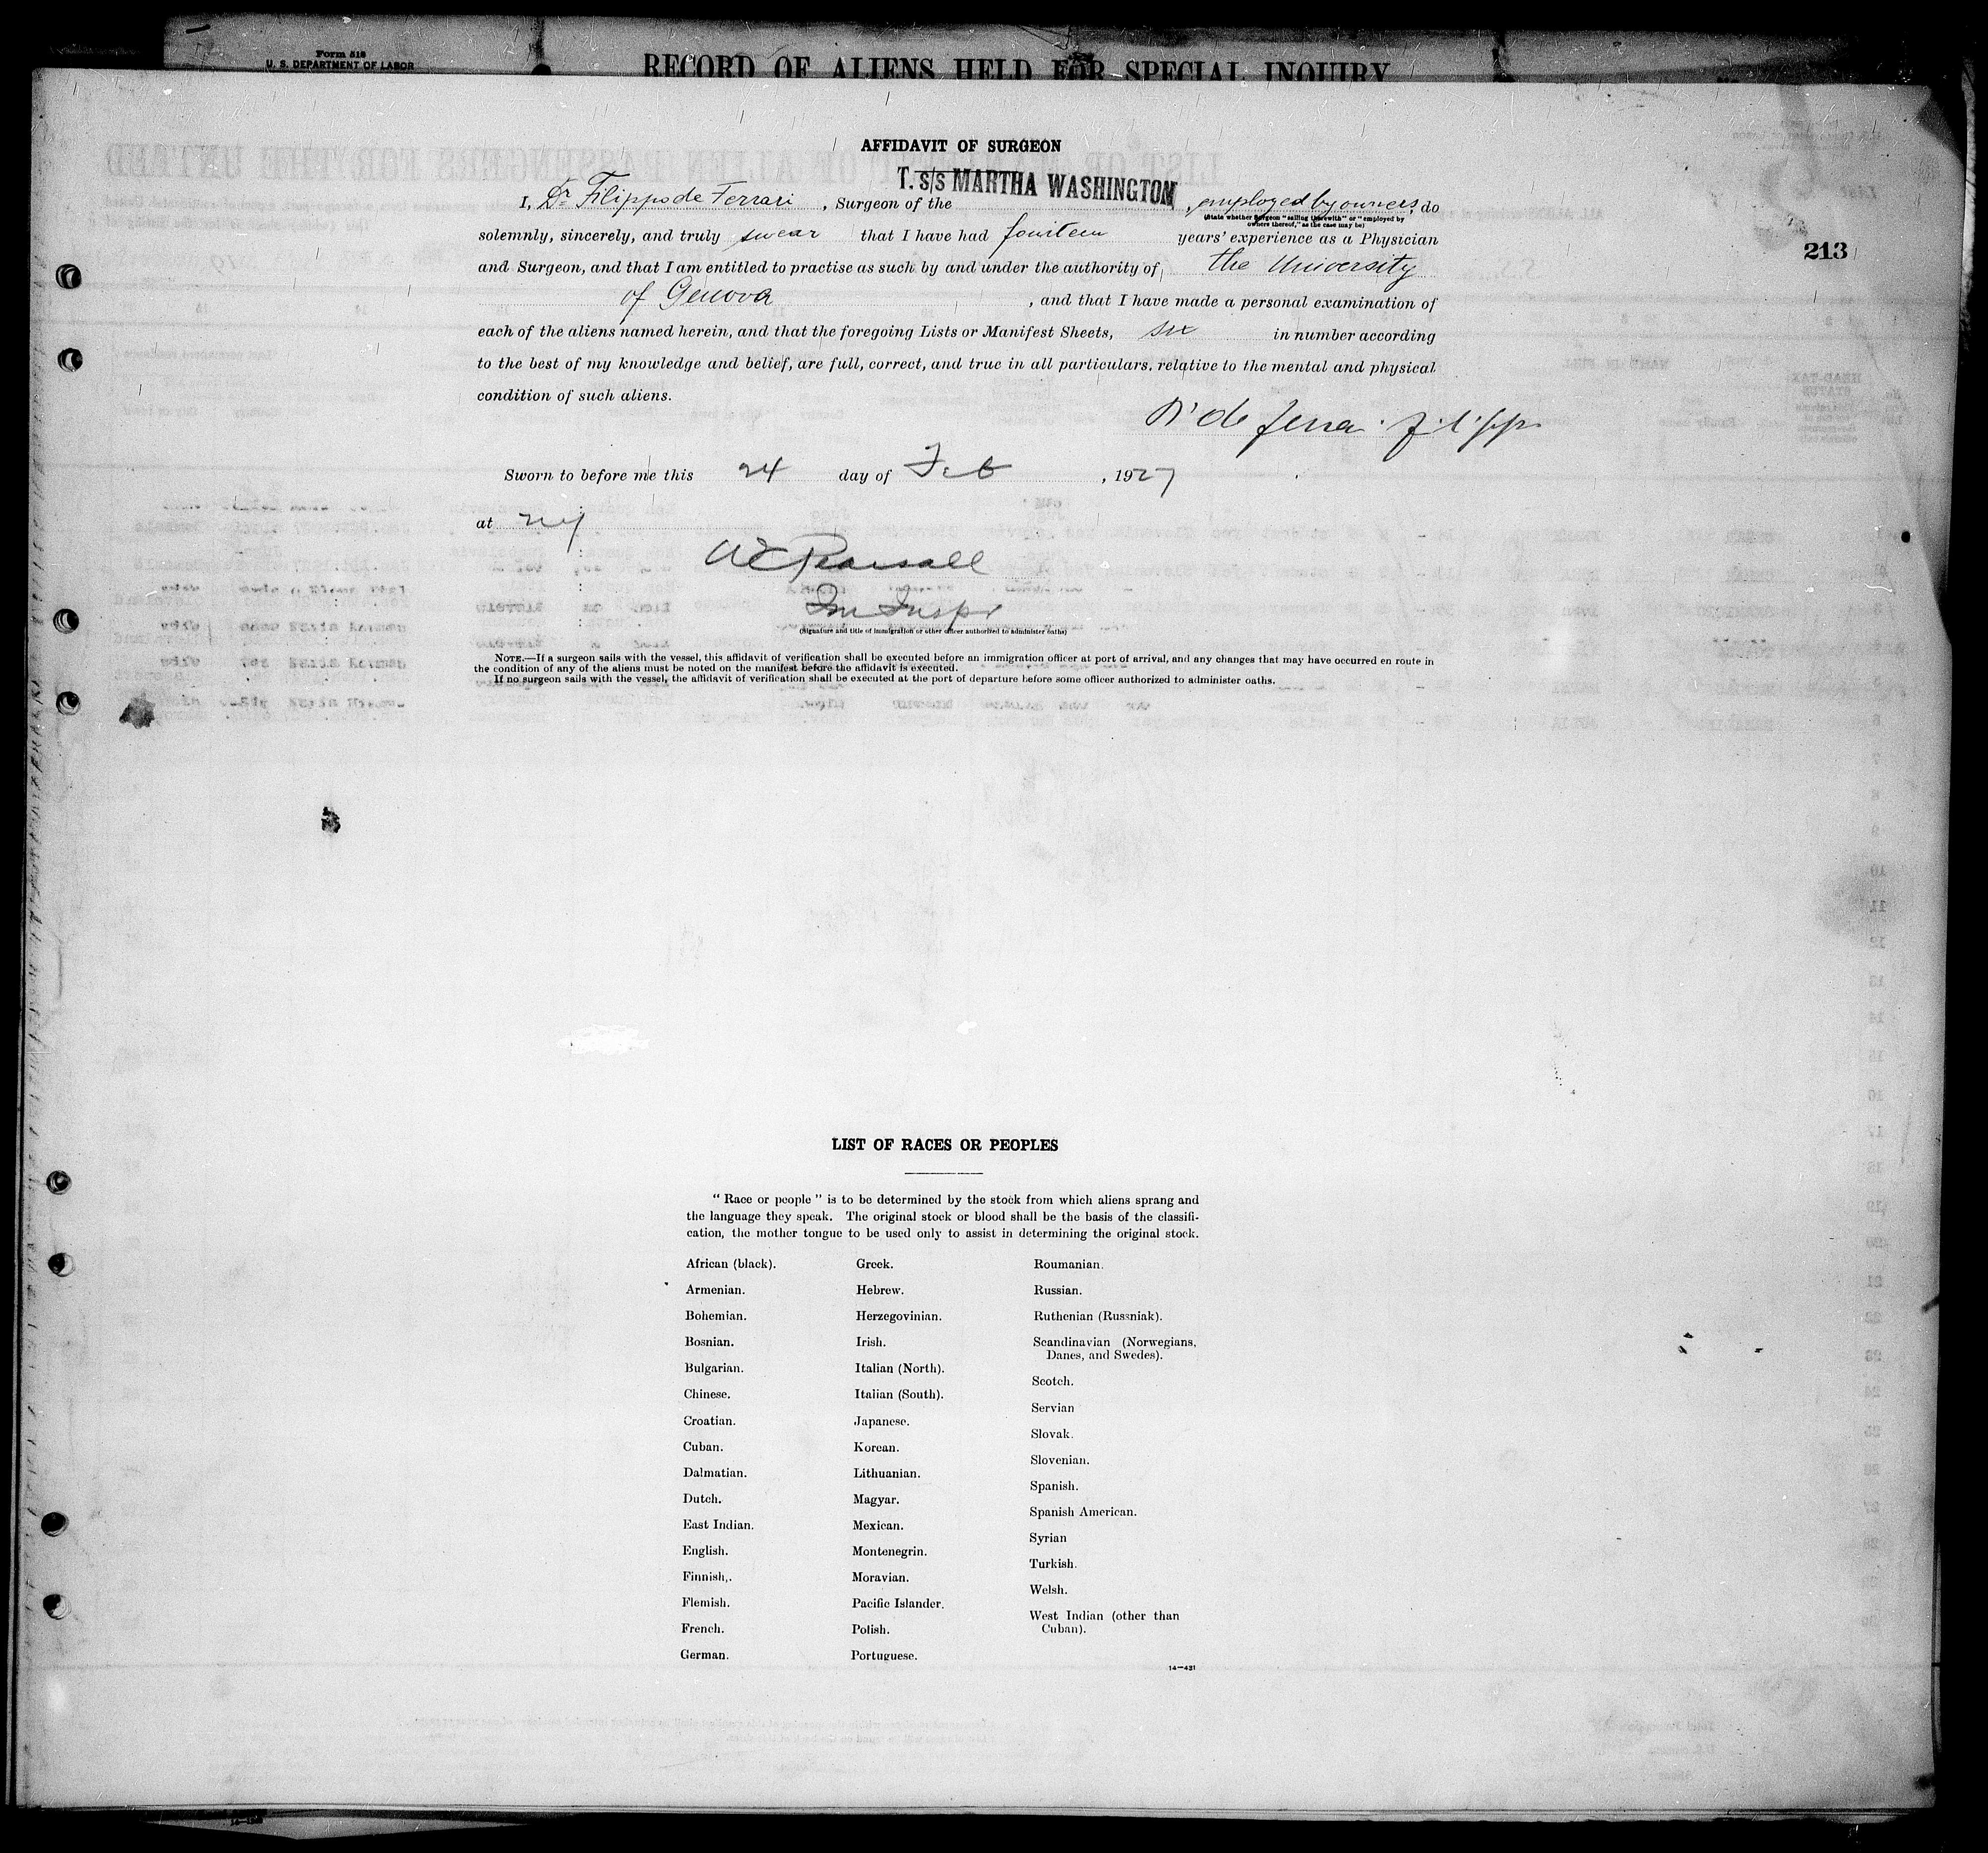 Form 518
U. S. DEPARTMENT OF LABOR
RECORD OF ALIENS HELD FOR SPECIAL INQUIRY
AFFIDAVIT OF SURGEON
T. s/s MARTHA WASHINGTON
I, Dr Filippo de Ferrari, Surgeon of the , employed by owners, do
(State whether Surgeon "sailing therewith" or "employed by
owners thereof," as the case may be)
solemnly, sincerely, and truly swear that I have had fourteen years' experience as a Physician
213
and Surgeon, and that I am entitled to practise as such by and under the authority of the University
of Genova, and that I have made a personal examination of
each of the aliens named herein, and that the foregoing Lists or Manifest Sheets, six in number according
to the best of my knowledge and belief, are full, correct, and true in all particulars, relative to the mental and physical
condition of such aliens.
Sworn to before me this 24 day of Feb, 1927
at NY
Pearsall
Im Inspr
(Signature and title of immigration or other officer authorized to administer oaths)
NOTE.—If a surgeon sails with the vessel, this affidavit of verification shall be executed before an immigration officer at port of arrival, and any changes that may have occurred en route in
the condition of any of the aliens must be noted on the manifest before the affidavit is executed.
If no surgeon sails with the vessel, the affidavit of verification shall be executed at the port of departure before some officer authorized to administer oaths.
LIST OF RACES OR PEOPLES
"Race or people" is to be determined by the stock from which aliens sprang and
the language they speak. The original stock or blood shall be the basis of the classifi-
cation, the mother tongue to be used only to assist in determining the original stock.
African (black).
Armenian.
Bohemian.
Bosnian.
Bulgarian.
Chinese.
Croatian.
Cuban.
Dalmatian.
Dutch.
East Indian.
English.
Finnish.
Flemish.
French.
German.
Greek.
Hebrew.
Herzegovinian.
Irish.
Italian (North).
Italian (South).
Japanese.
Korean.
Lithuanian.
Magyar.
Mexican.
Montenegrin.
Moravian.
Pacific Islander.
Polish.
Portuguese.
Roumanian.
Russian.
Ruthenian (Russniak).
Scandinavian (Norwegians,
Danes, and Swedes).
Scotch.
Servian
Slovak.
Slovenian.
Spanish.
Spanish American.
Syrian
Turkish.
Welsh.
West Indian (other than
Cuban).
14—431